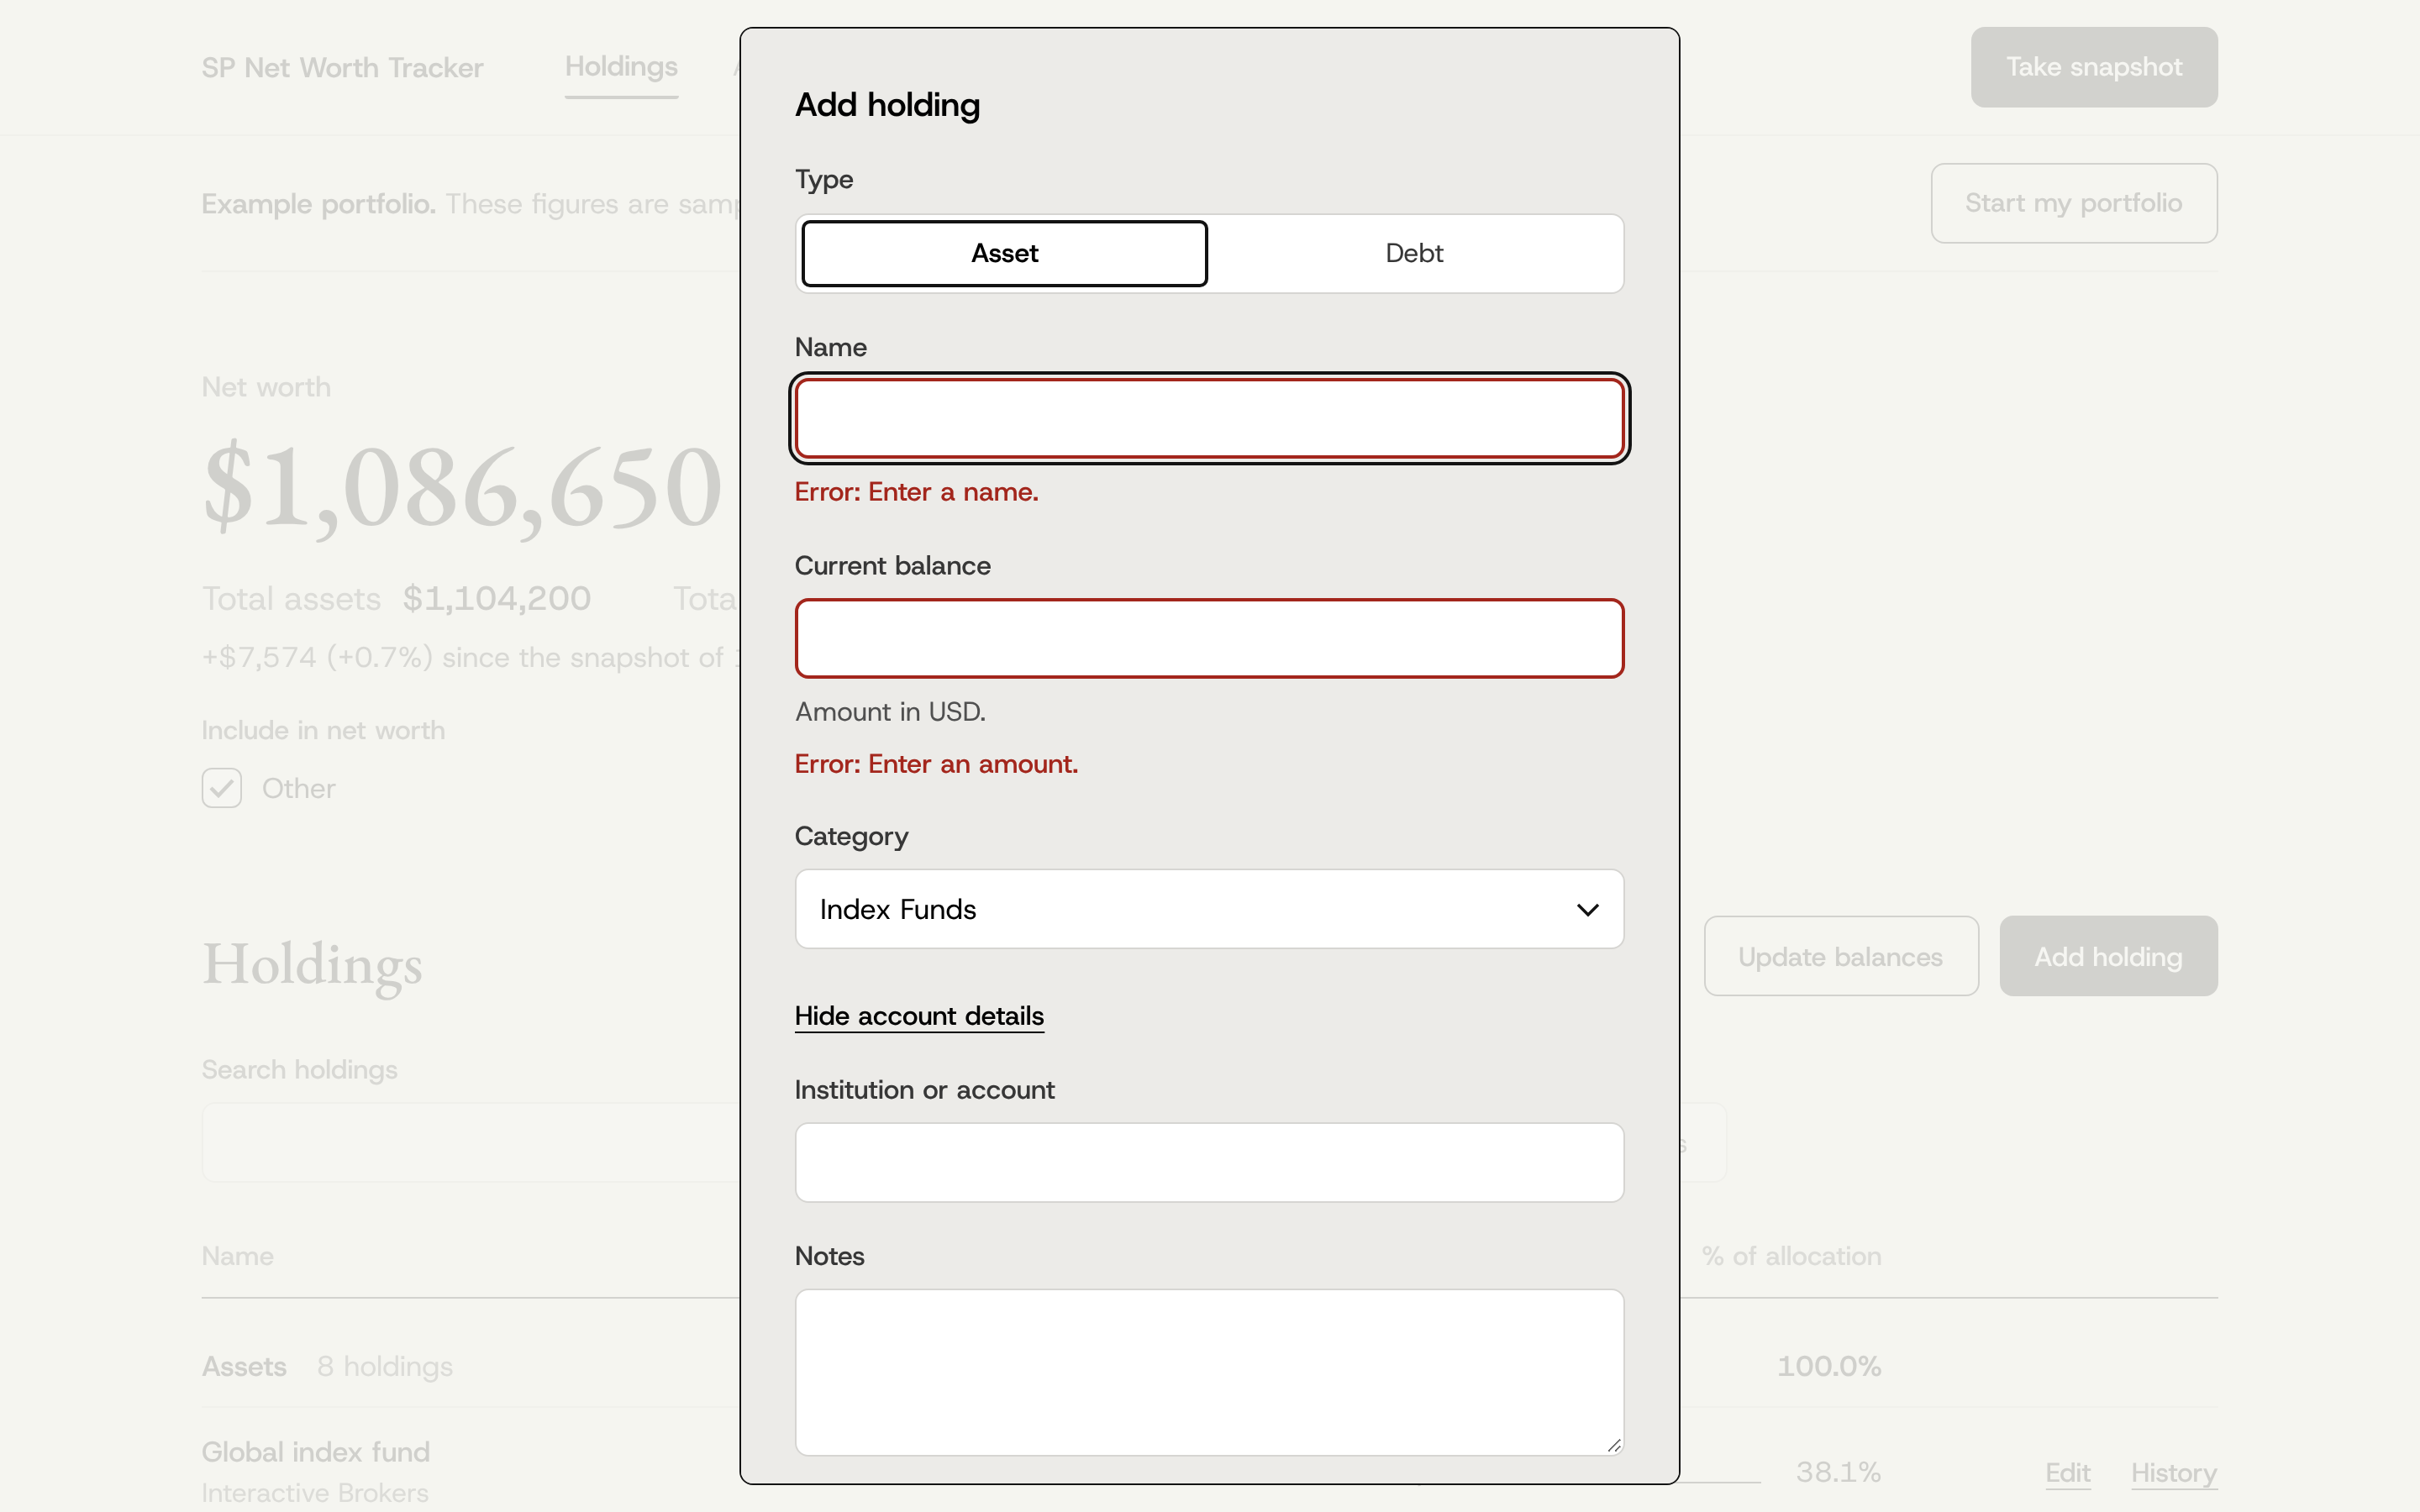 SP Net Worth Tracker
Holdings
Take snapshot
Example portfolio. These figures are
Start my portfolio
Net worth
$1,086,650
Total assets $1,104,200
+$7,574 (+0.7%) since the snapshot of
Include in net worth
Other
Holdings
Update balances
Add holding
Search holdings
Name
% of allocation
Assets 8 holdings
100.0%
Global index fund
Interactive Brokers
38.1%
Edit
History
Add holding
Type
Asset
Debt
Name
Error: Enter a name.
Current balance
Amount in USD.
Error: Enter an amount.
Category
Index Funds
Hide account details
Institution or account
Notes